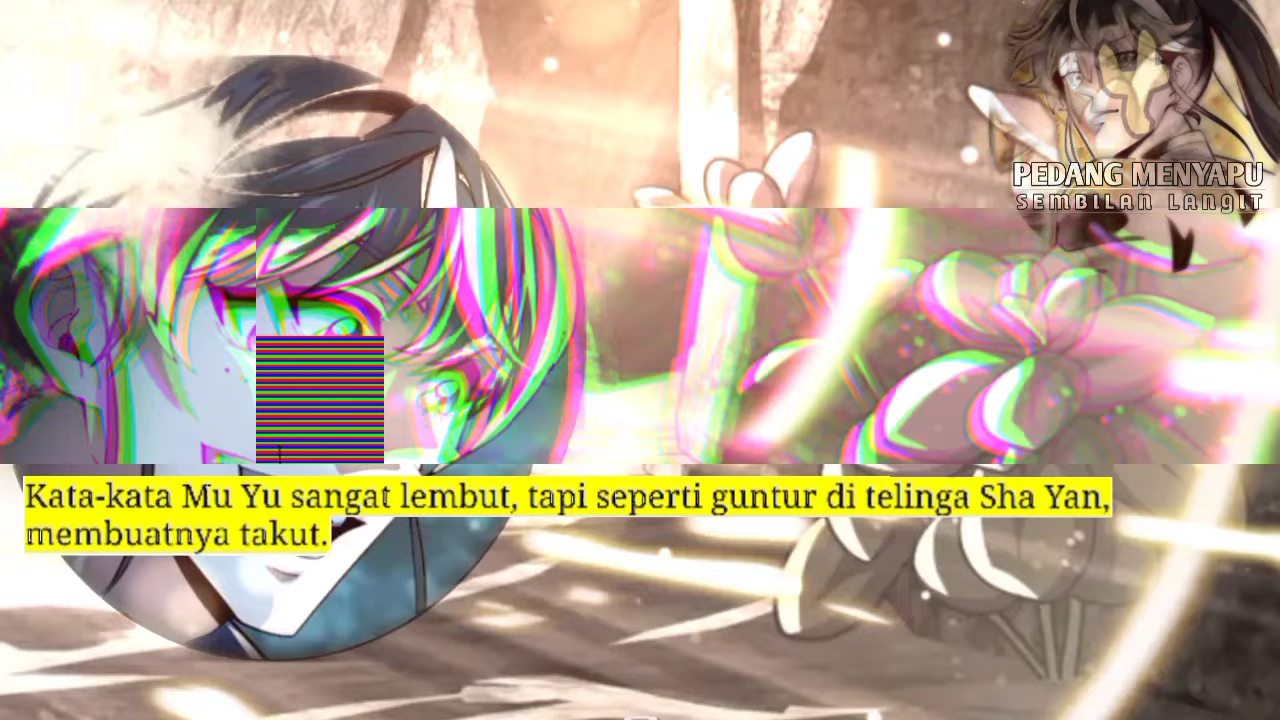 PEDANG MENYAPU
SEMBILAN LANGIT
Kata-kata Mu Yu sangat lembut, tapi seperti guntur di telinga Sha Yan,
membuatnya takut.